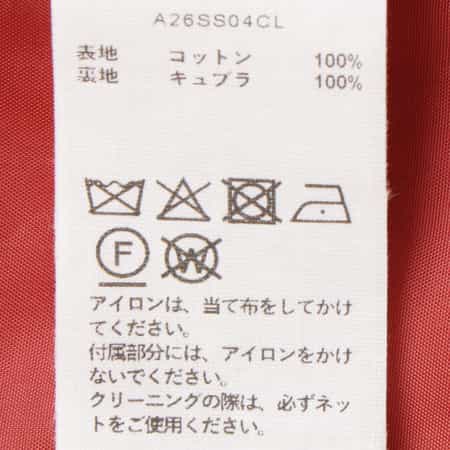 A26SS04CL
表地 コットン 100%
裏地 キュプラ 100%
F W
アイロンは、当て布をしてかけ
てください。
付属部分には、アイロンをかけ
ないでください。
クリーニングの際は、必ずネッ
トをご使用ください。